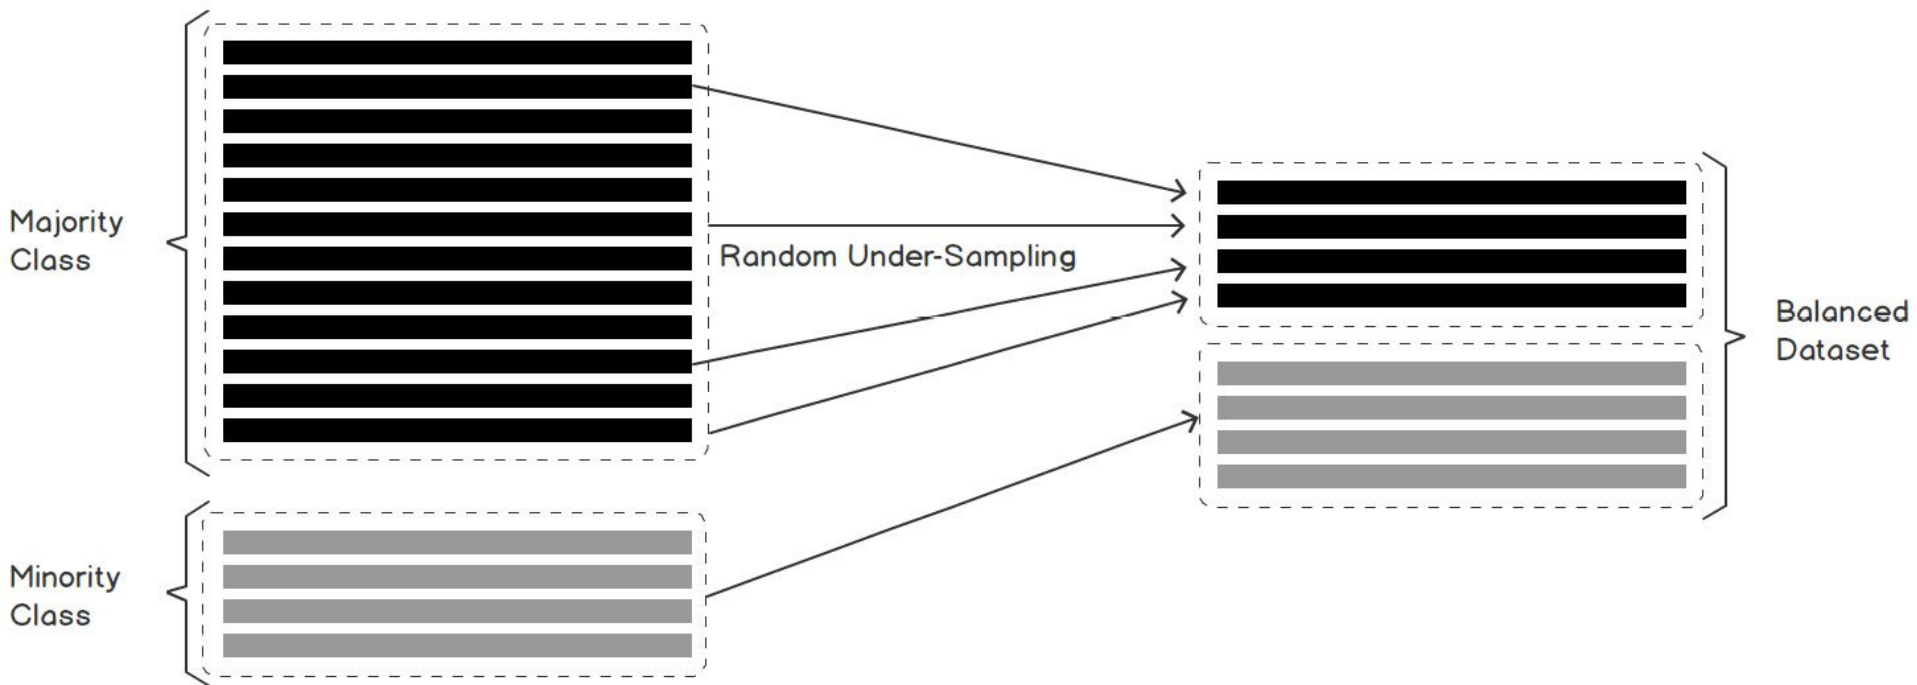 Majority
Class
Random Under-Sampling
Balanced
Dataset
Minority
Class